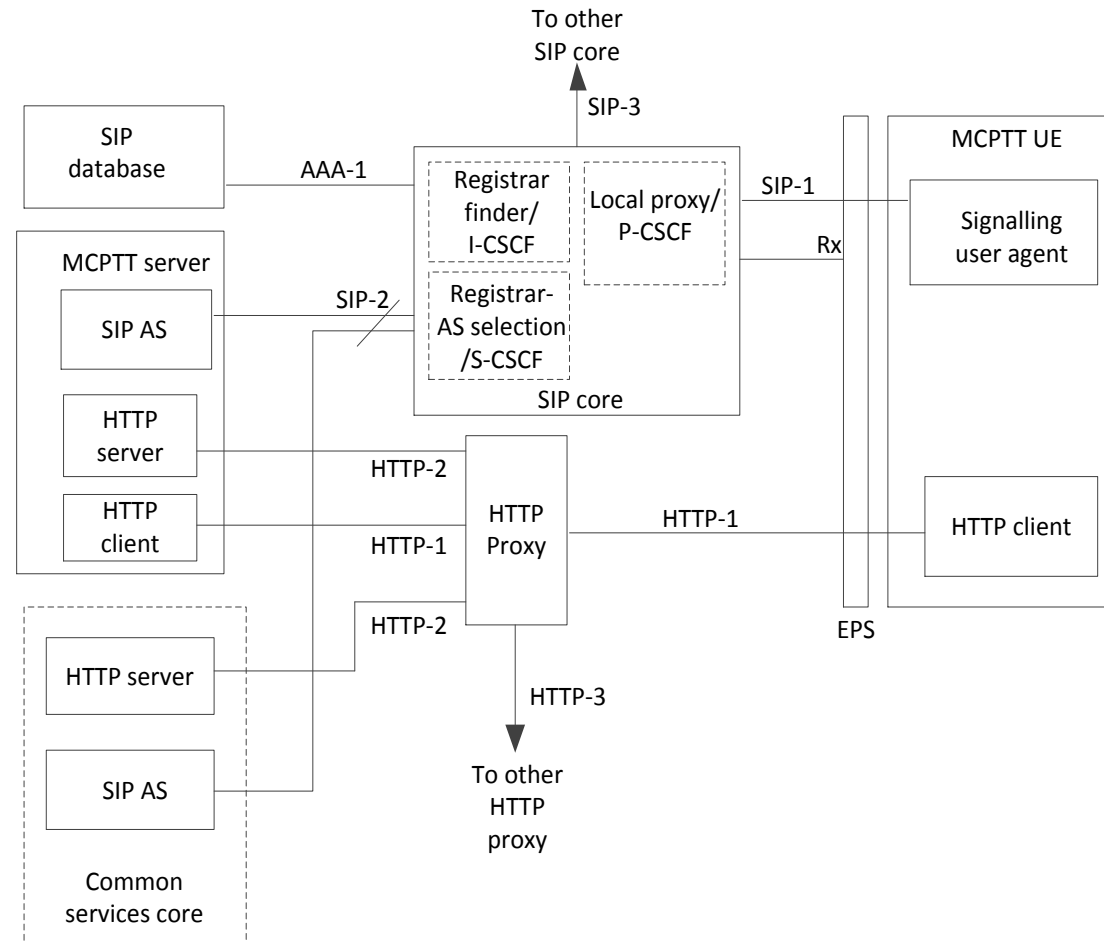 To other
SIP core
SIP-3
SIP
database
AAA-1
Registrar
finder/
I-CSCF
Local proxy/
P-CSCF
SIP-1
Rx
MCPTT UE
Signalling
user agent
MCPTT server
SIP AS
SIP-2
Registrar-
AS selection
/S-CSCF
SIP core
HTTP
server
HTTP-2
HTTP
client
HTTP-1
HTTP
Proxy
HTTP-1
HTTP client
HTTP-2
EPS
HTTP server
HTTP-3
SIP AS
To other
HTTP
proxy
Common
services core